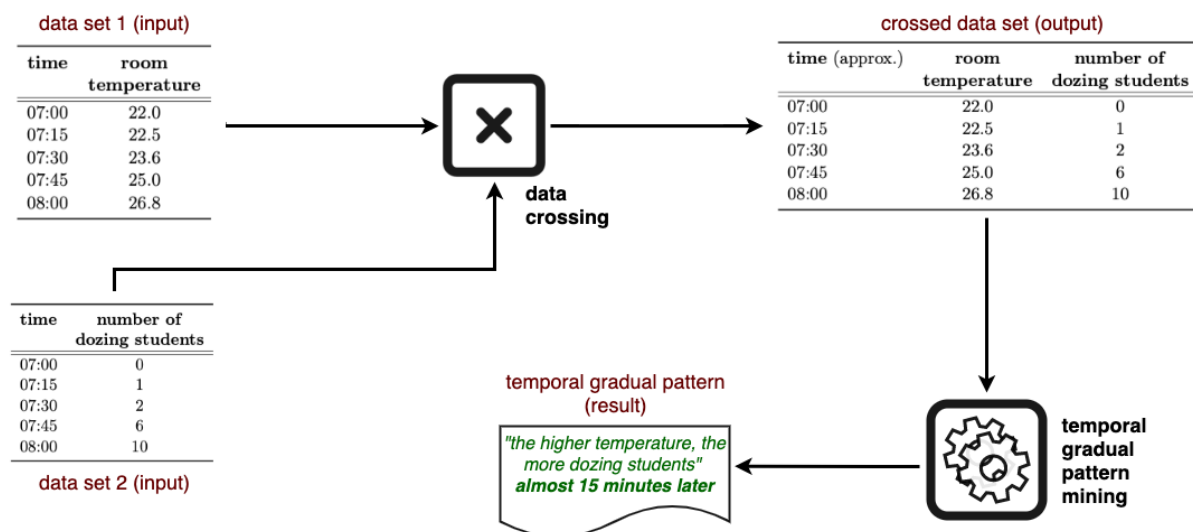 data set 1 (input)
time room
temperature
07:00 22.0
07:15 22.5
07:30 23.6
07:45 25.0
08:00 26.8
data
crossing
crossed data set (output)
time (approx.) room number of
temperature dozing students
07:00 22.0 0
07:15 22.5 1
07:30 23.6 2
07:45 25.0 6
08:00 26.8 10
time number of
dozing students
07:00 0
07:15 1
07:30 2
07:45 6
08:00 10
data set 2 (input)
temporal gradual pattern
(result)
"the higher temperature, the
more dozing students"
almost 15 minutes later
temporal
gradual
pattern
mining